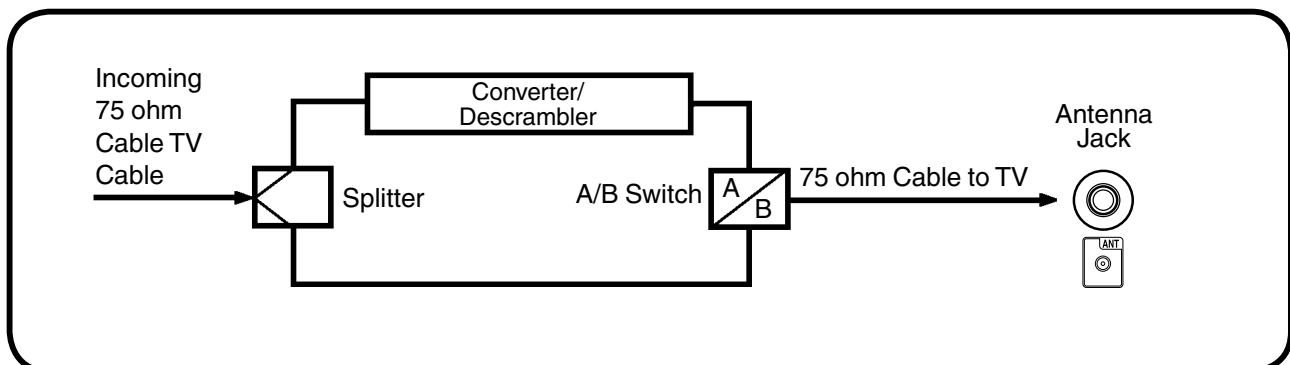 Incoming
75 ohm
Cable TV
Cable
Converter/
Descrambler
Splitter
A/B Switch
A
B
75 ohm Cable to TV
Antenna
Jack
ANT